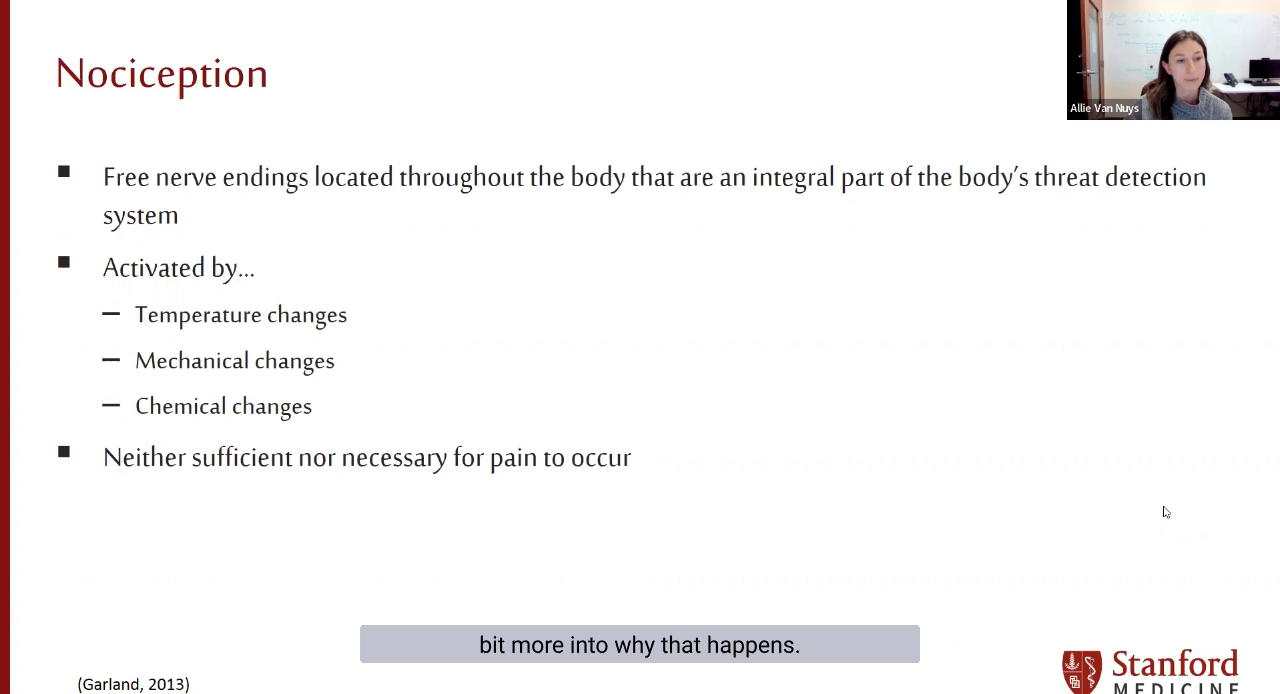 Nociception
Allie Van Nuys
Free nerve endings located throughout the body that are an integral part of the body’s threat detection
system
Activated by…
Temperature changes
Mechanical changes
Chemical changes
Neither sufficient nor necessary for pain to occur
bit more into why that happens.
(Garland, 2013)
Stanford
MEDICINE